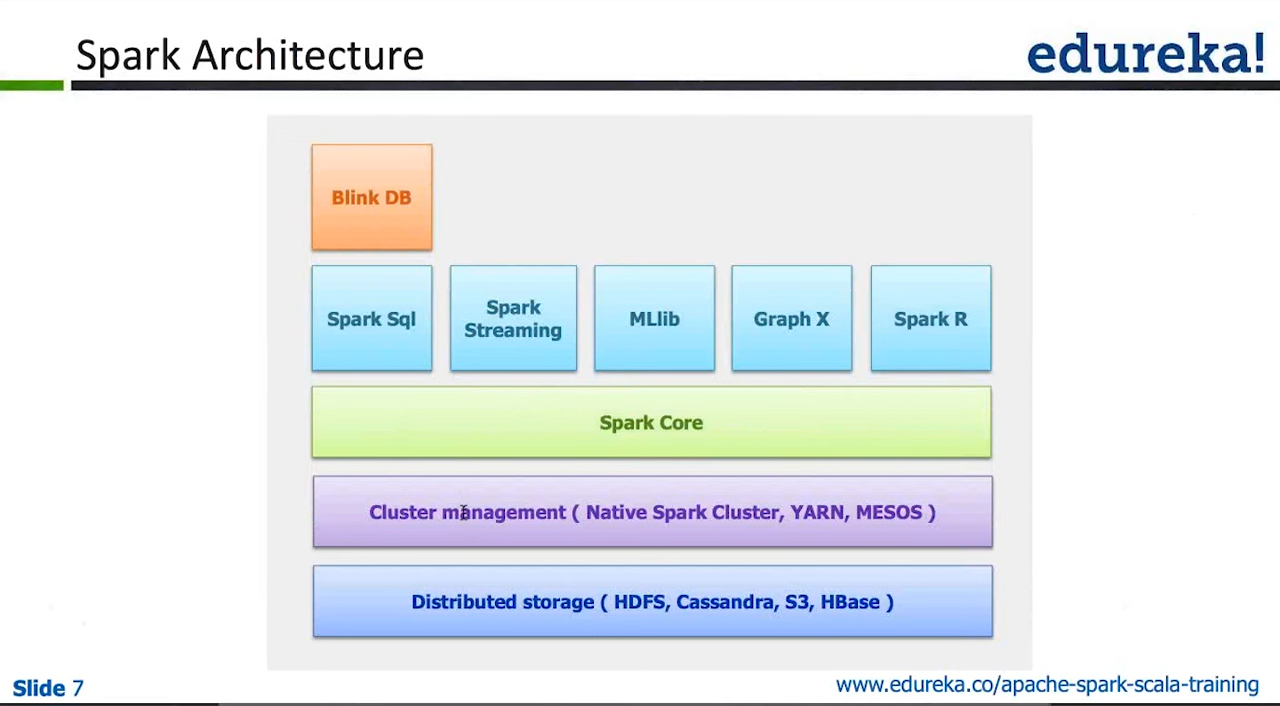 Spark Architecture
edureka!
Blink DB
Spark Sql
Spark
Streaming
MLlib
Graph X
Spark R
Spark Core
Cluster management ( Native Spark Cluster, YARN, MESOS )
Distributed storage ( HDFS, Cassandra, S3, HBase )
Slide 7
www.edureka.co/apache-spark-scala-training